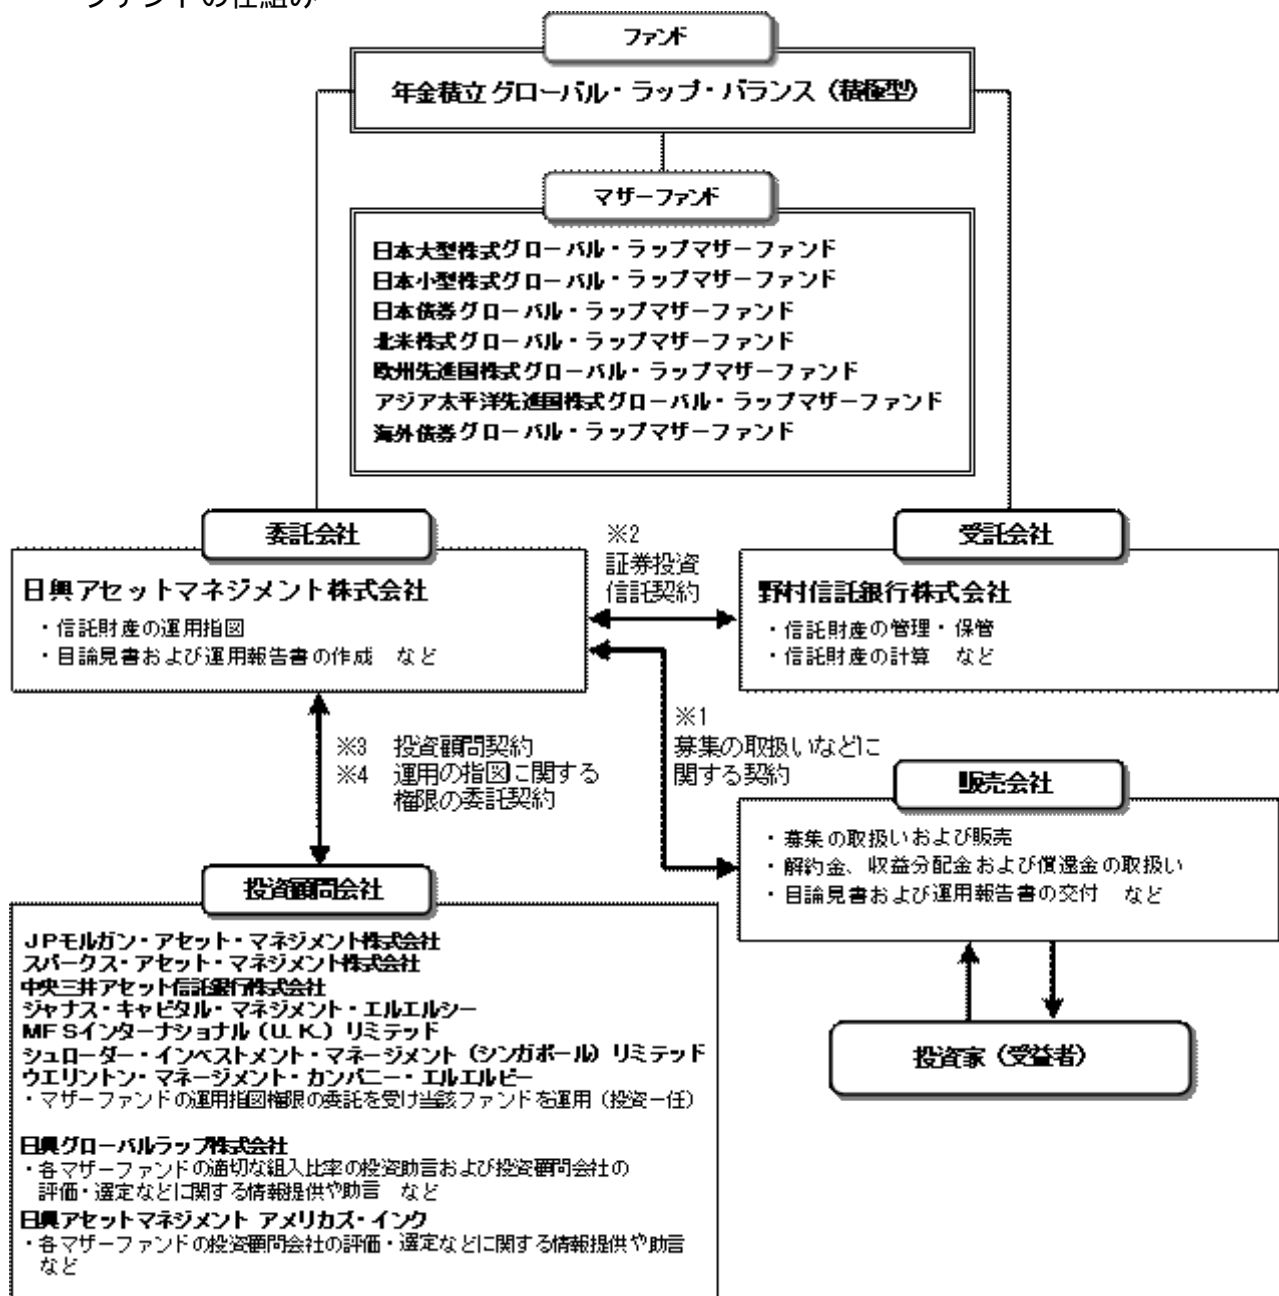 ファンドの仕組み
ファンド
年金積立グローバル・ラップ・バランス（積極型）
マザーファンド
日本大型株式グローバル・ラップマザーファンド
日本小型株式グローバル・ラップマザーファンド
日本債券グローバル・ラップマザーファンド
北米株式グローバル・ラップマザーファンド
欧州先進国株式グローバル・ラップマザーファンド
アジア太平洋先進国株式グローバル・ラップマザーファンド
海外債券グローバル・ラップマザーファンド
委託会社
日興アセットマネジメント株式会社
・信託財産の運用指図
・目論見書および運用報告書の作成　など
※2
証券投資
信託契約
受託会社
野村信託銀行株式会社
・信託財産の管理・保管
・信託財産の計算　など
※1
募集の取扱いなどに
関する契約
※3　投資顧問契約
※4　運用の指図に関する
権限の委託契約
販売会社
・募集の取扱いおよび販売
・解約金、収益分配金および償還金の取扱い
・目論見書および運用報告書の交付　など
投資家（受益者）
投資顧問会社
ＪＰモルガン・アセット・マネジメント株式会社
スパークス・アセット・マネジメント株式会社
中央三井アセット信託銀行株式会社
ジャナス・キャピタル・マネジメント・エルエルシー
ＭＦＳインターナショナル（Ｕ．Ｋ．）リミテッド
シュローダー・インベストメント・マネージメント（シンガポール）リミテッド
ウエリントン・マネージメント・カンパニー・エルエルピー
・マザーファンドの運用指図権限の委託を受け当該ファンドを運用（投資一任）
日興グローバルラップ株式会社
・各マザーファンドの適切な組入比率の投資助言および投資顧問会社の
評価・選定などに関する情報提供や助言　など
日興アセットマネジメント アメリカズ・インク
・各マザーファンドの投資顧問会社の評価・選定などに関する情報提供や助言
など